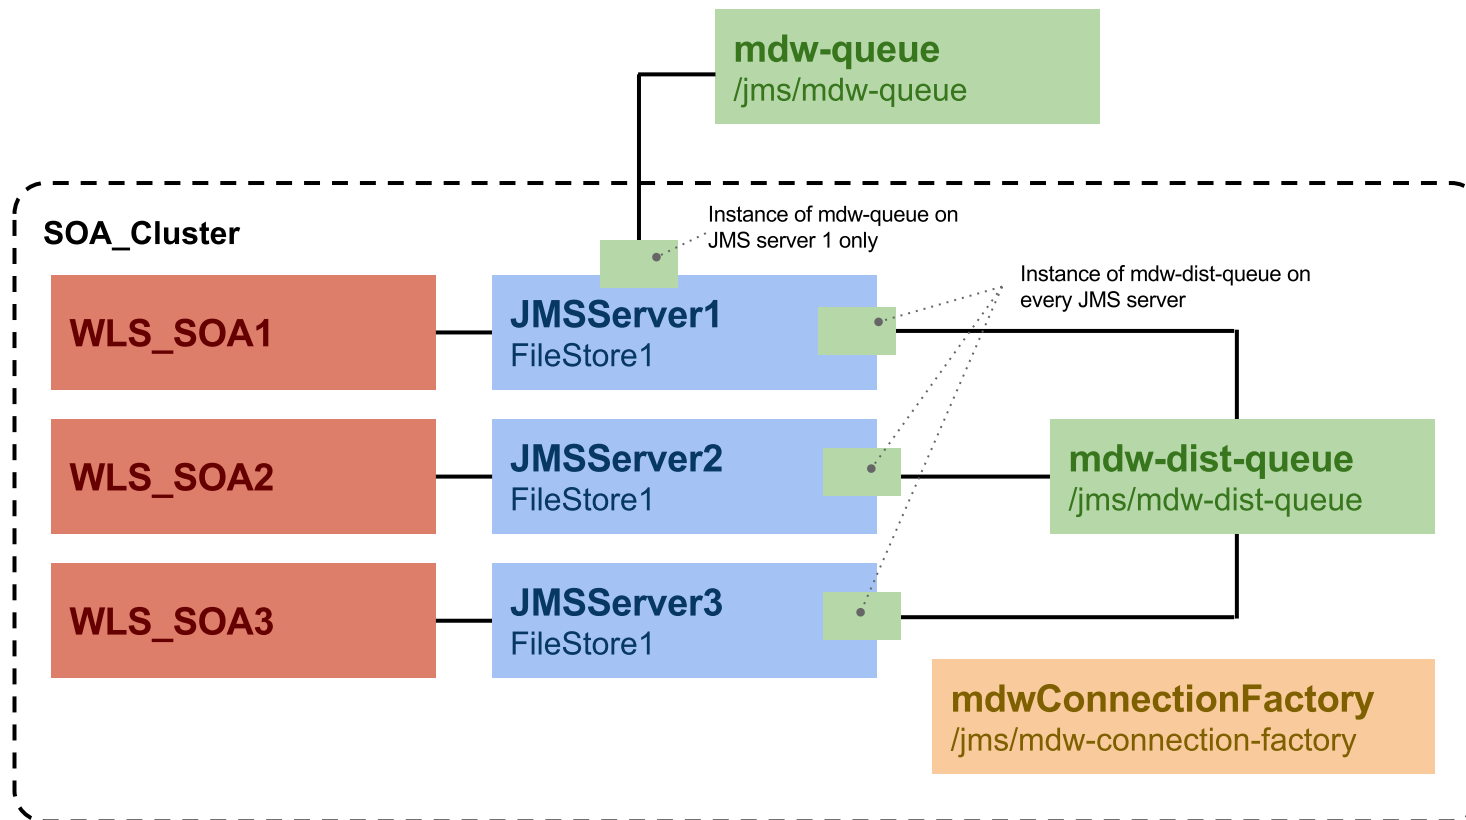 mdw-queue
/jms/mdw-queue
SOA_Cluster
Instance of mdw-queue on
JMS server 1 only
Instance of mdw-dist-queue on
every JMS server
WLS_SOA1
JMSServer1
FileStore1
WLS_SOA2
JMSServer2
FileStore1
mdw-dist-queue
/jms/mdw-dist-queue
WLS_SOA3
JMSServer3
FileStore1
mdwConnectionFactory
/jms/mdw-connection-factory